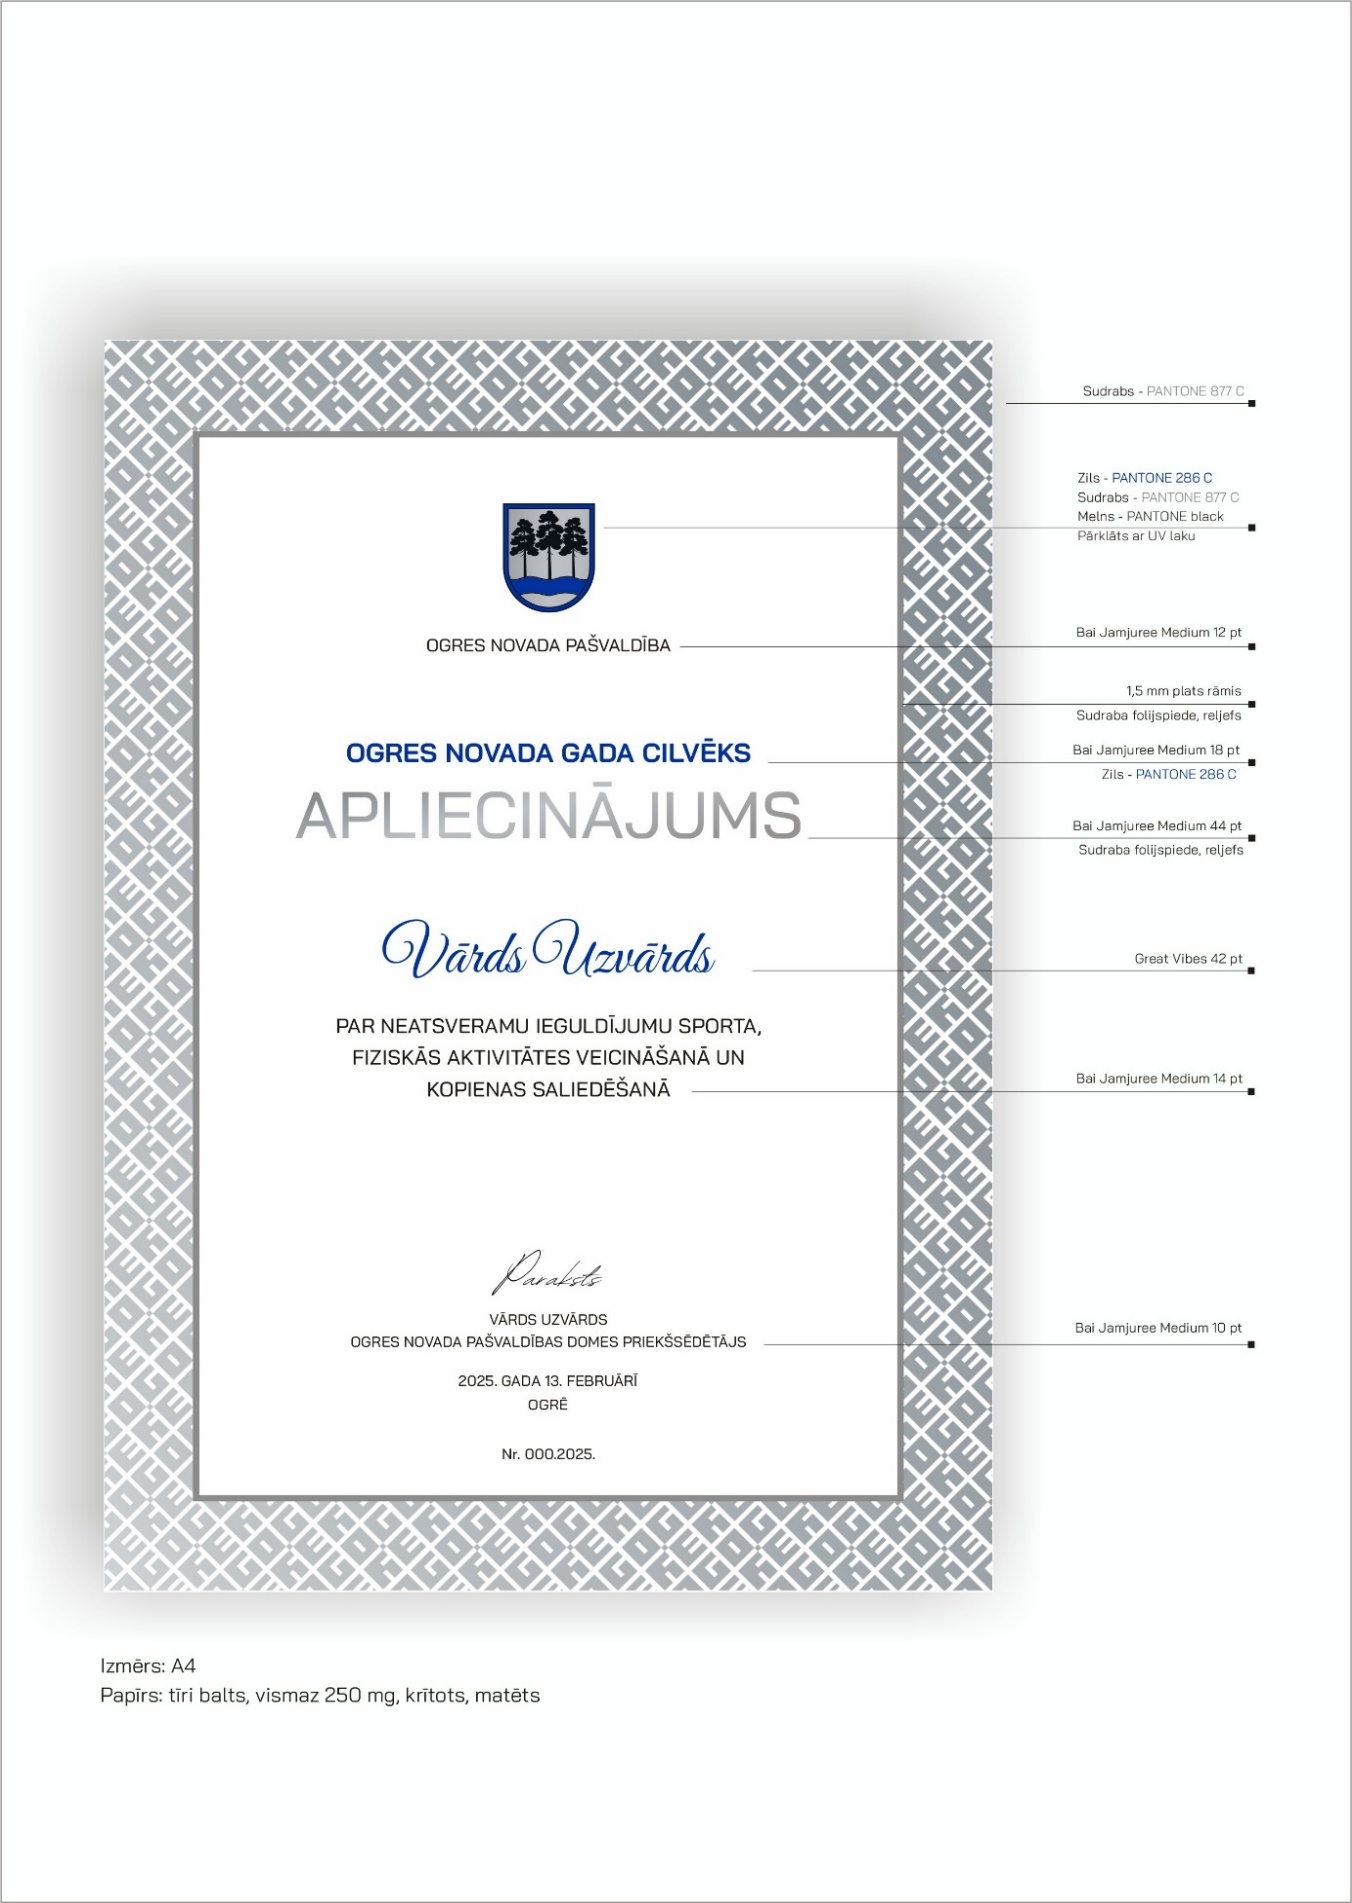 Sudrabs - PANTONE 877 C
Zils - PANTONE 286 C
Sudrabs - PANTONE 877 C
Melns - PANTONE black
Pārklāts ar UV laku
OGRES NOVADA PAŠVALDĪBA
Bai Jamjuree Medium 12 pt
1,5 mm plats rāmis
Sudraba folijspiede, reljefs
OGRES NOVADA GADA CILVĒKS
Bai Jamjuree Medium 18 pt
Zils - PANTONE 286 C
APLIECINĀJUMS
Bai Jamjuree Medium 44 pt
Sudraba folijspiede, reljefs
Vārds Uzvārds
Great Vibes 42 pt
PAR NEATSVERAMU IEGULDĪJUMU SPORTA,
FIZISKĀS AKTIVITĀTES VEICINĀŠANĀ UN
KOPIENAS SALIEDĒŠANĀ
Bai Jamjuree Medium 14 pt
Paraksts
VĀRDS UZVĀRDS
OGRES NOVADA PAŠVALDĪBAS DOMES PRIEKŠSĒDĒTĀJS
Bai Jamjuree Medium 10 pt
2025. GADA 13. FEBRUĀRĪ
OGRĒ
Nr. 000.2025.
Izmērs: A4
Papīrs: tīri balts, vismaz 250 mg, krītots, matēts